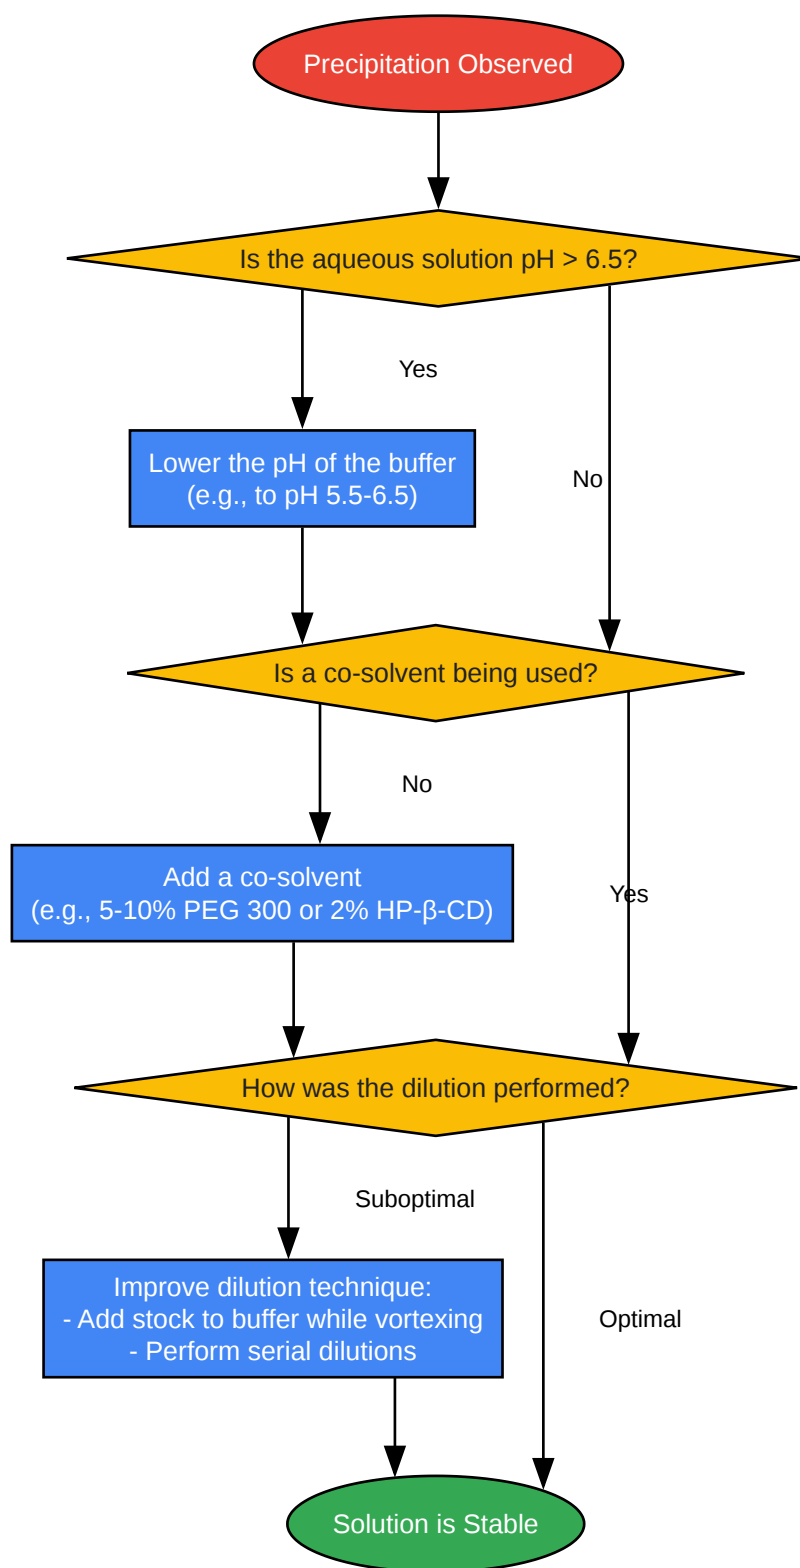 Precipitation Observed
Is the aqueous solution pH > 6.5?
Yes
Lower the pH of the buffer
(e.g., to pH 5.5-6.5)
No
Is a co-solvent being used?
No
Add a co-solvent
(e.g., 5-10% PEG 300 or 2% HP-β-CD)
Yes
How was the dilution performed?
Suboptimal
Improve dilution technique:
- Add stock to buffer while vortexing
- Perform serial dilutions
Optimal
Solution is Stable